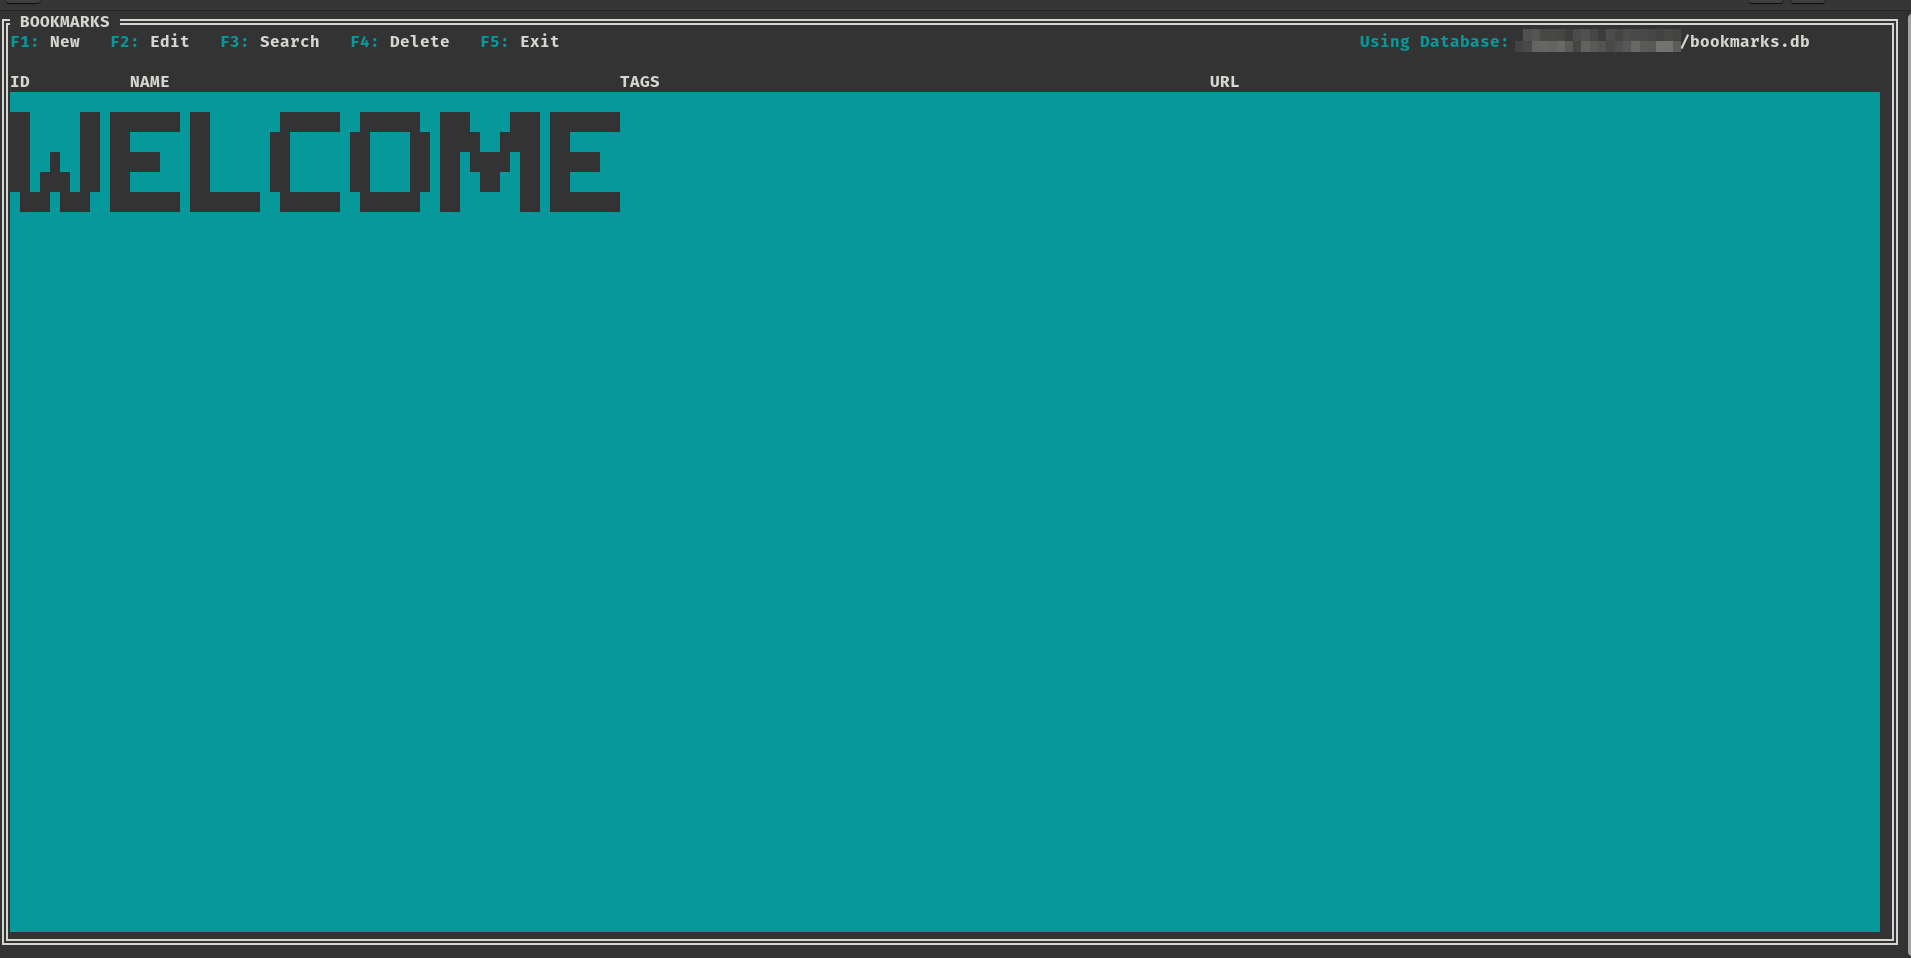 BOOKMARKS
F1: New F2: Edit F3: Search F4: Delete F5: Exit Using Database: /bookmarks.db
ID NAME TAGS URL
WELCOME